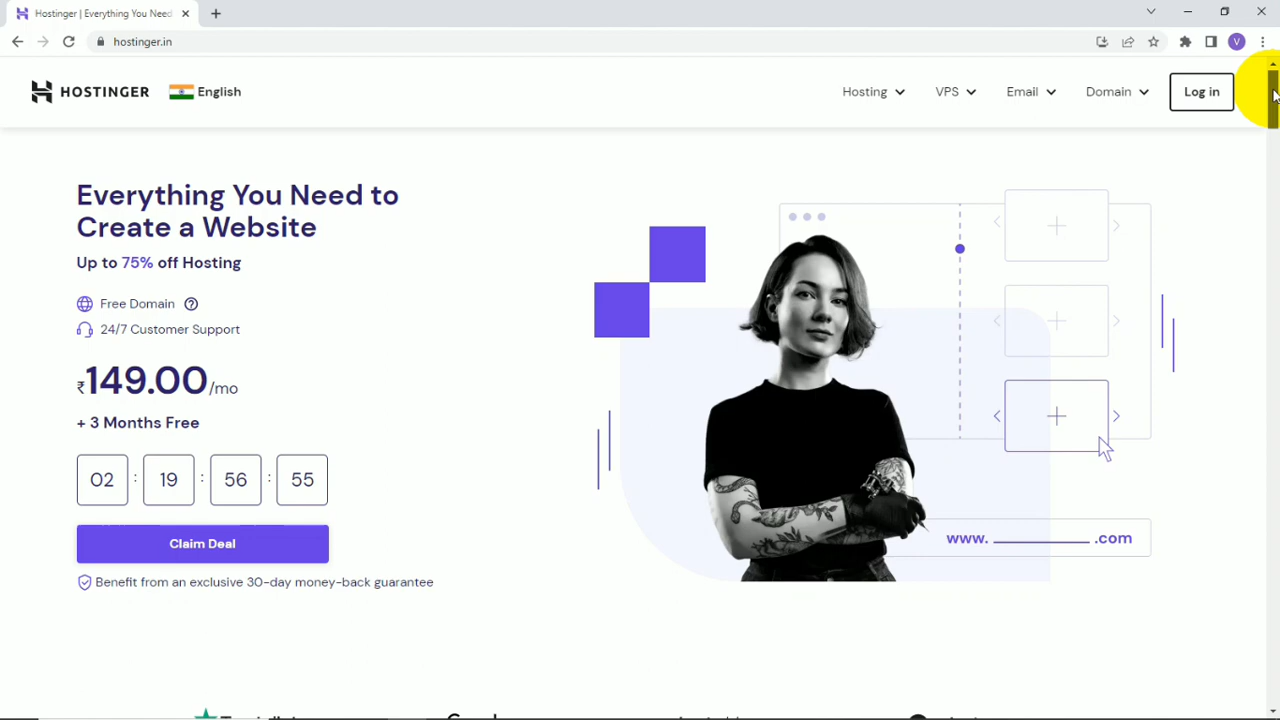 Hostinger | Everything You Need
hostinger.in
V
HOSTINGER
English
Hosting
VPS
Email
Domain
Log in
Everything You Need to
Create a Website
Up to 75% off Hosting
Free Domain
24/7 Customer Support
₹149.00/mo
+ 3 Months Free
02 : 19 : 56 : 55
Claim Deal
Benefit from an exclusive 30-day money-back guarantee
www. __________ .com